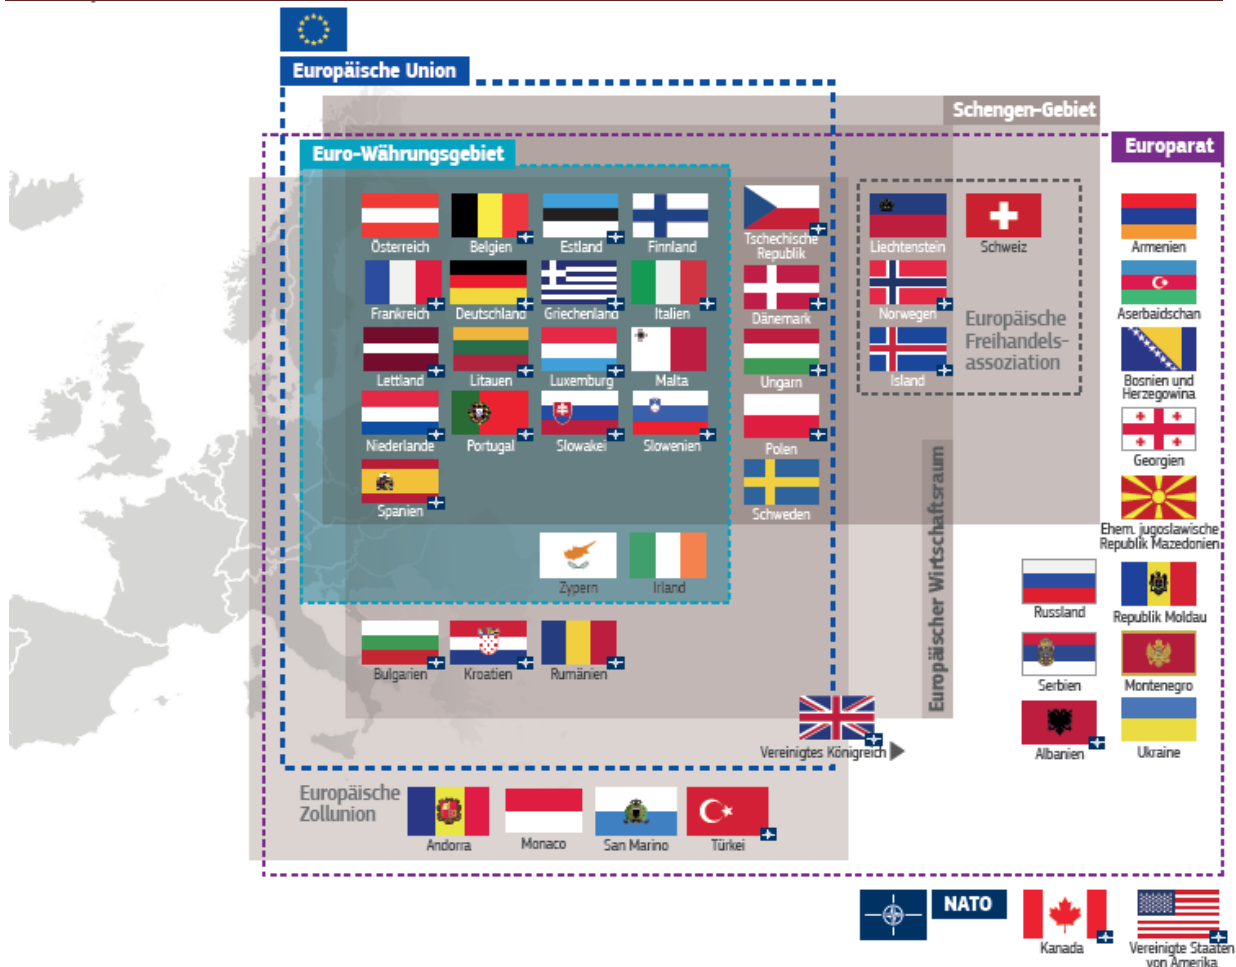 Europäische Union
Schengen-Gebiet
Europarat
Euro-Währungsgebiet
Österreich
Belgien
Estland
Finnland
Tschechische
Republik
Liechtenstein
Schweiz
Armenien
Frankreich
Deutschland
Griechenland
Italien
Dänemark
Norwegen
Europäische
Freihandels-
assoziation
Aserbaidschan
Lettland
Litauen
Luxemburg
Malta
Ungarn
Island
Bosnien und
Herzegowina
Niederlande
Portugal
Slowakei
Slowenien
Polen
Georgien
Spanien
Schweden
Ehem. jugoslawische
Republik Mazedonien
Zypern
Irland
Europäischer Wirtschaftsraum
Russland
Republik Moldau
Bulgarien
Kroatien
Rumänien
Serbien
Montenegro
Vereinigtes Königreich
Albanien
Ukraine
Europäische
Zollunion
Andorra
Monaco
San Marino
Türkei
NATO
Kanada
Vereinigte Staaten
von Amerika